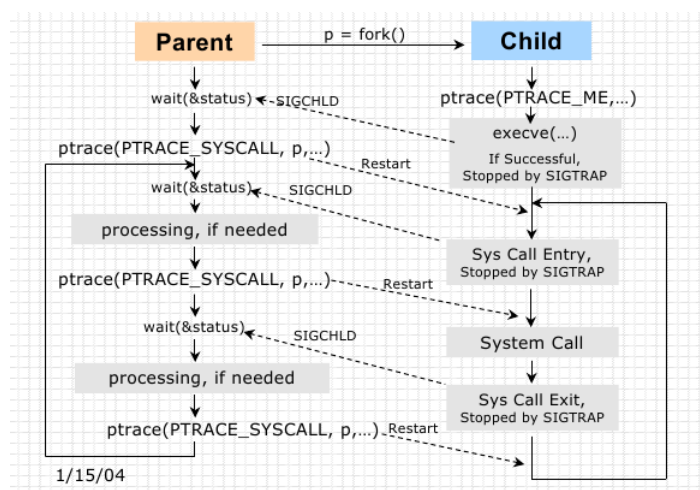 Parent
p = fork()
Child
wait(&status)
SIGCHLD
ptrace(PTRACE_ME,...)
execve(...)
If Successful,
Stopped by SIGTRAP
ptrace(PTRACE_SYSCALL, p,...)
Restart
wait(&status)
SIGCHLD
processing, if needed
Sys Call Entry,
Stopped by SIGTRAP
ptrace(PTRACE_SYSCALL, p,...)
Restart
wait(&status)
SIGCHLD
System Call
processing, if needed
Sys Call Exit,
Stopped by SIGTRAP
ptrace(PTRACE_SYSCALL, p,...)
Restart
1/15/04